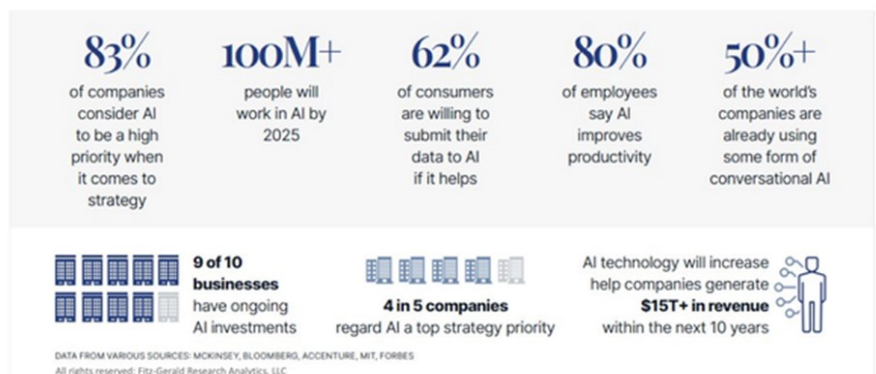 83%
of companies
consider AI
to be a high
priority when
it comes to
strategy
100M+
people will
work in AI by
2025
62%
of consumers
are willing to
submit their
data to AI
if it helps
80%
of employees
say AI
improves
productivity
50%+
of the world's
companies are
already using
some form of
conversational AI
9 of 10
businesses
have ongoing
AI investments
4 in 5 companies
regard AI a top strategy priority
AI technology will increase
help companies generate
$15T+ in revenue
within the next 10 years
DATA FROM VARIOUS SOURCES: MCKINSEY, BLOOMBERG, ACCENTURE, MIT, FORBES
All rights reserved: Fitz-Gerald Research Analytics, LLC